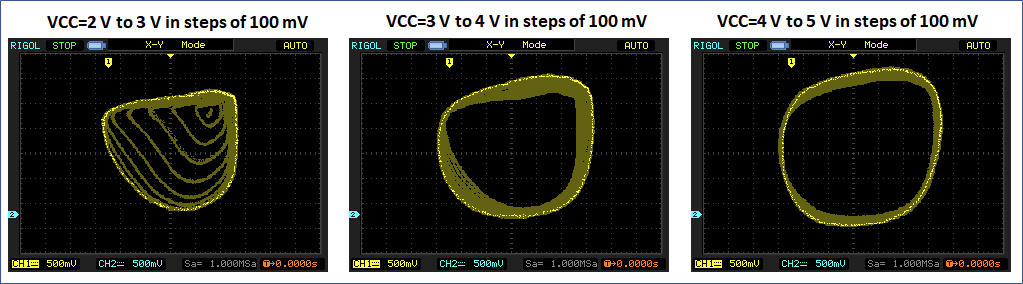 VCC=2 V to 3 V in steps of 100 mV
RIGOL STOP X-Y Mode AUTO
1
2
CH1 500mV CH2 500mV Sa= 1.000MSa T→0.0000s
VCC=3 V to 4 V in steps of 100 mV
RIGOL STOP X-Y Mode AUTO
1
2
CH1 500mV CH2 500mV Sa= 1.000MSa T→0.0000s
VCC=4 V to 5 V in steps of 100 mV
RIGOL STOP X-Y Mode AUTO
1
2
CH1 500mV CH2 500mV Sa= 1.000MSa T→0.0000s